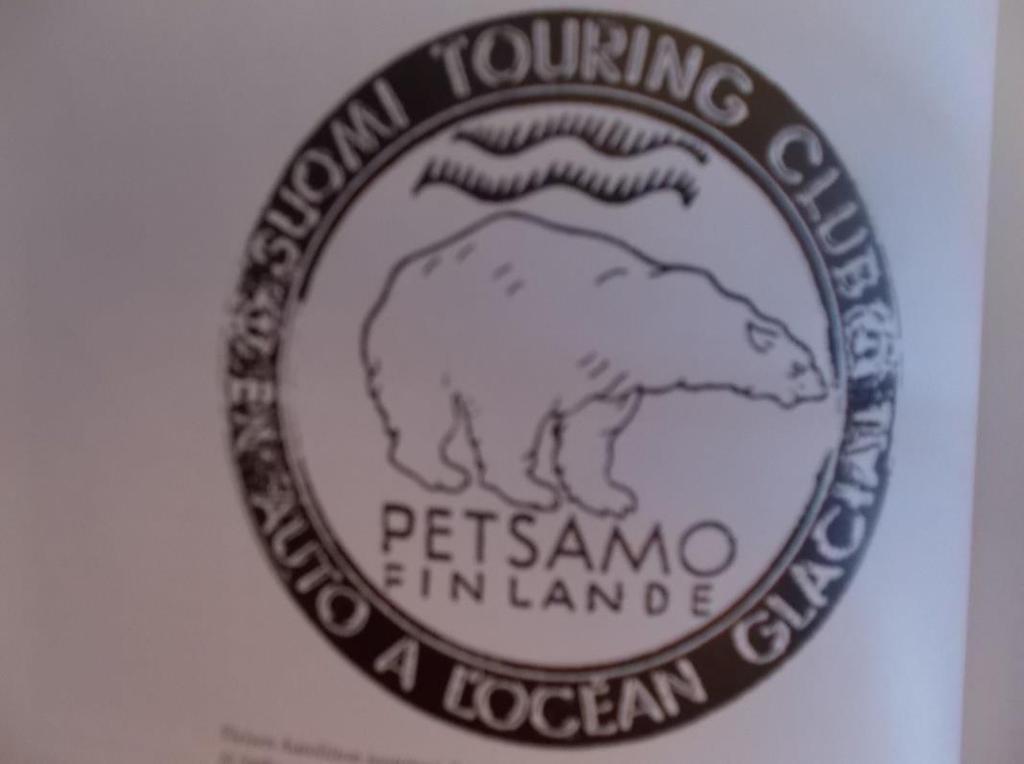 SUOMI TOURING CLUB
EN AUTO A L'OCÉAN GLACIAL
PETSAMO
FINLANDE